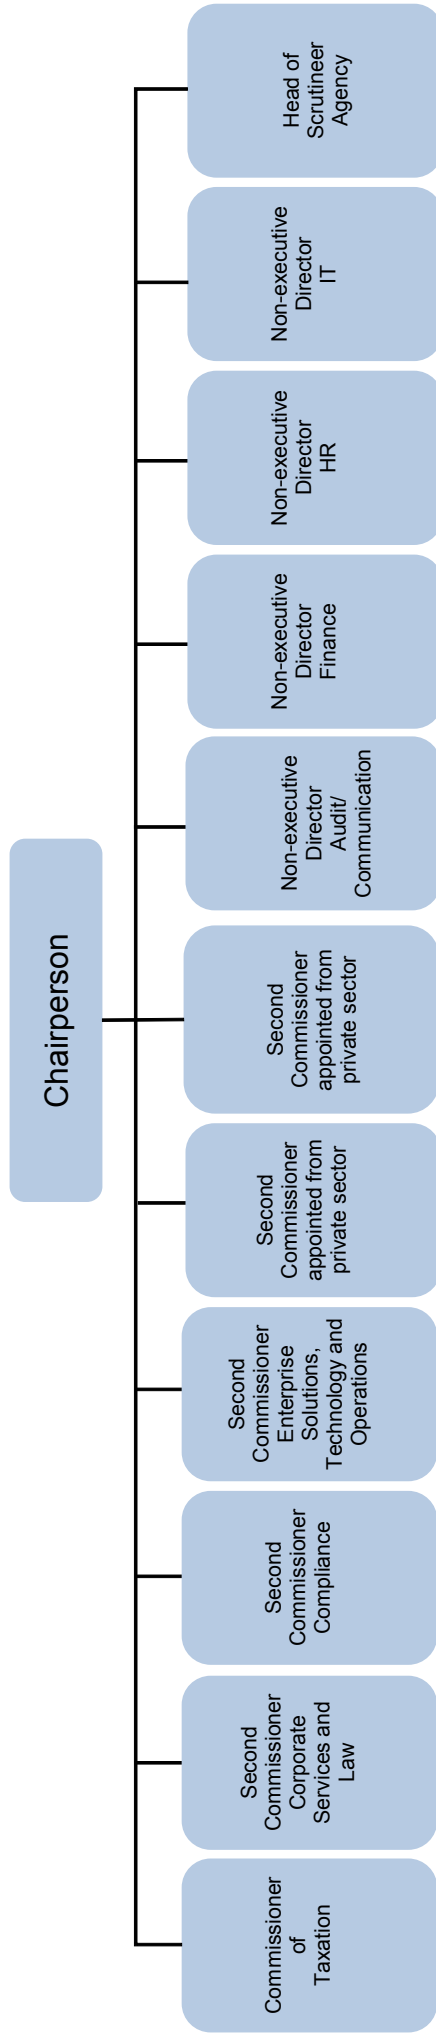 Chairperson
Commissioner
of
Taxation
Second
Commissioner
Corporate
Services and
Law
Second
Commissioner
Compliance
Second
Commissioner
Enterprise
Solutions,
Technology and
Operations
Second
Commissioner
appointed from
private sector
Second
Commissioner
appointed from
private sector
Non-executive
Director
Audit/
Communication
Non-executive
Director
Finance
Non-executive
Director
HR
Non-executive
Director
IT
Head of
Scrutineer
Agency